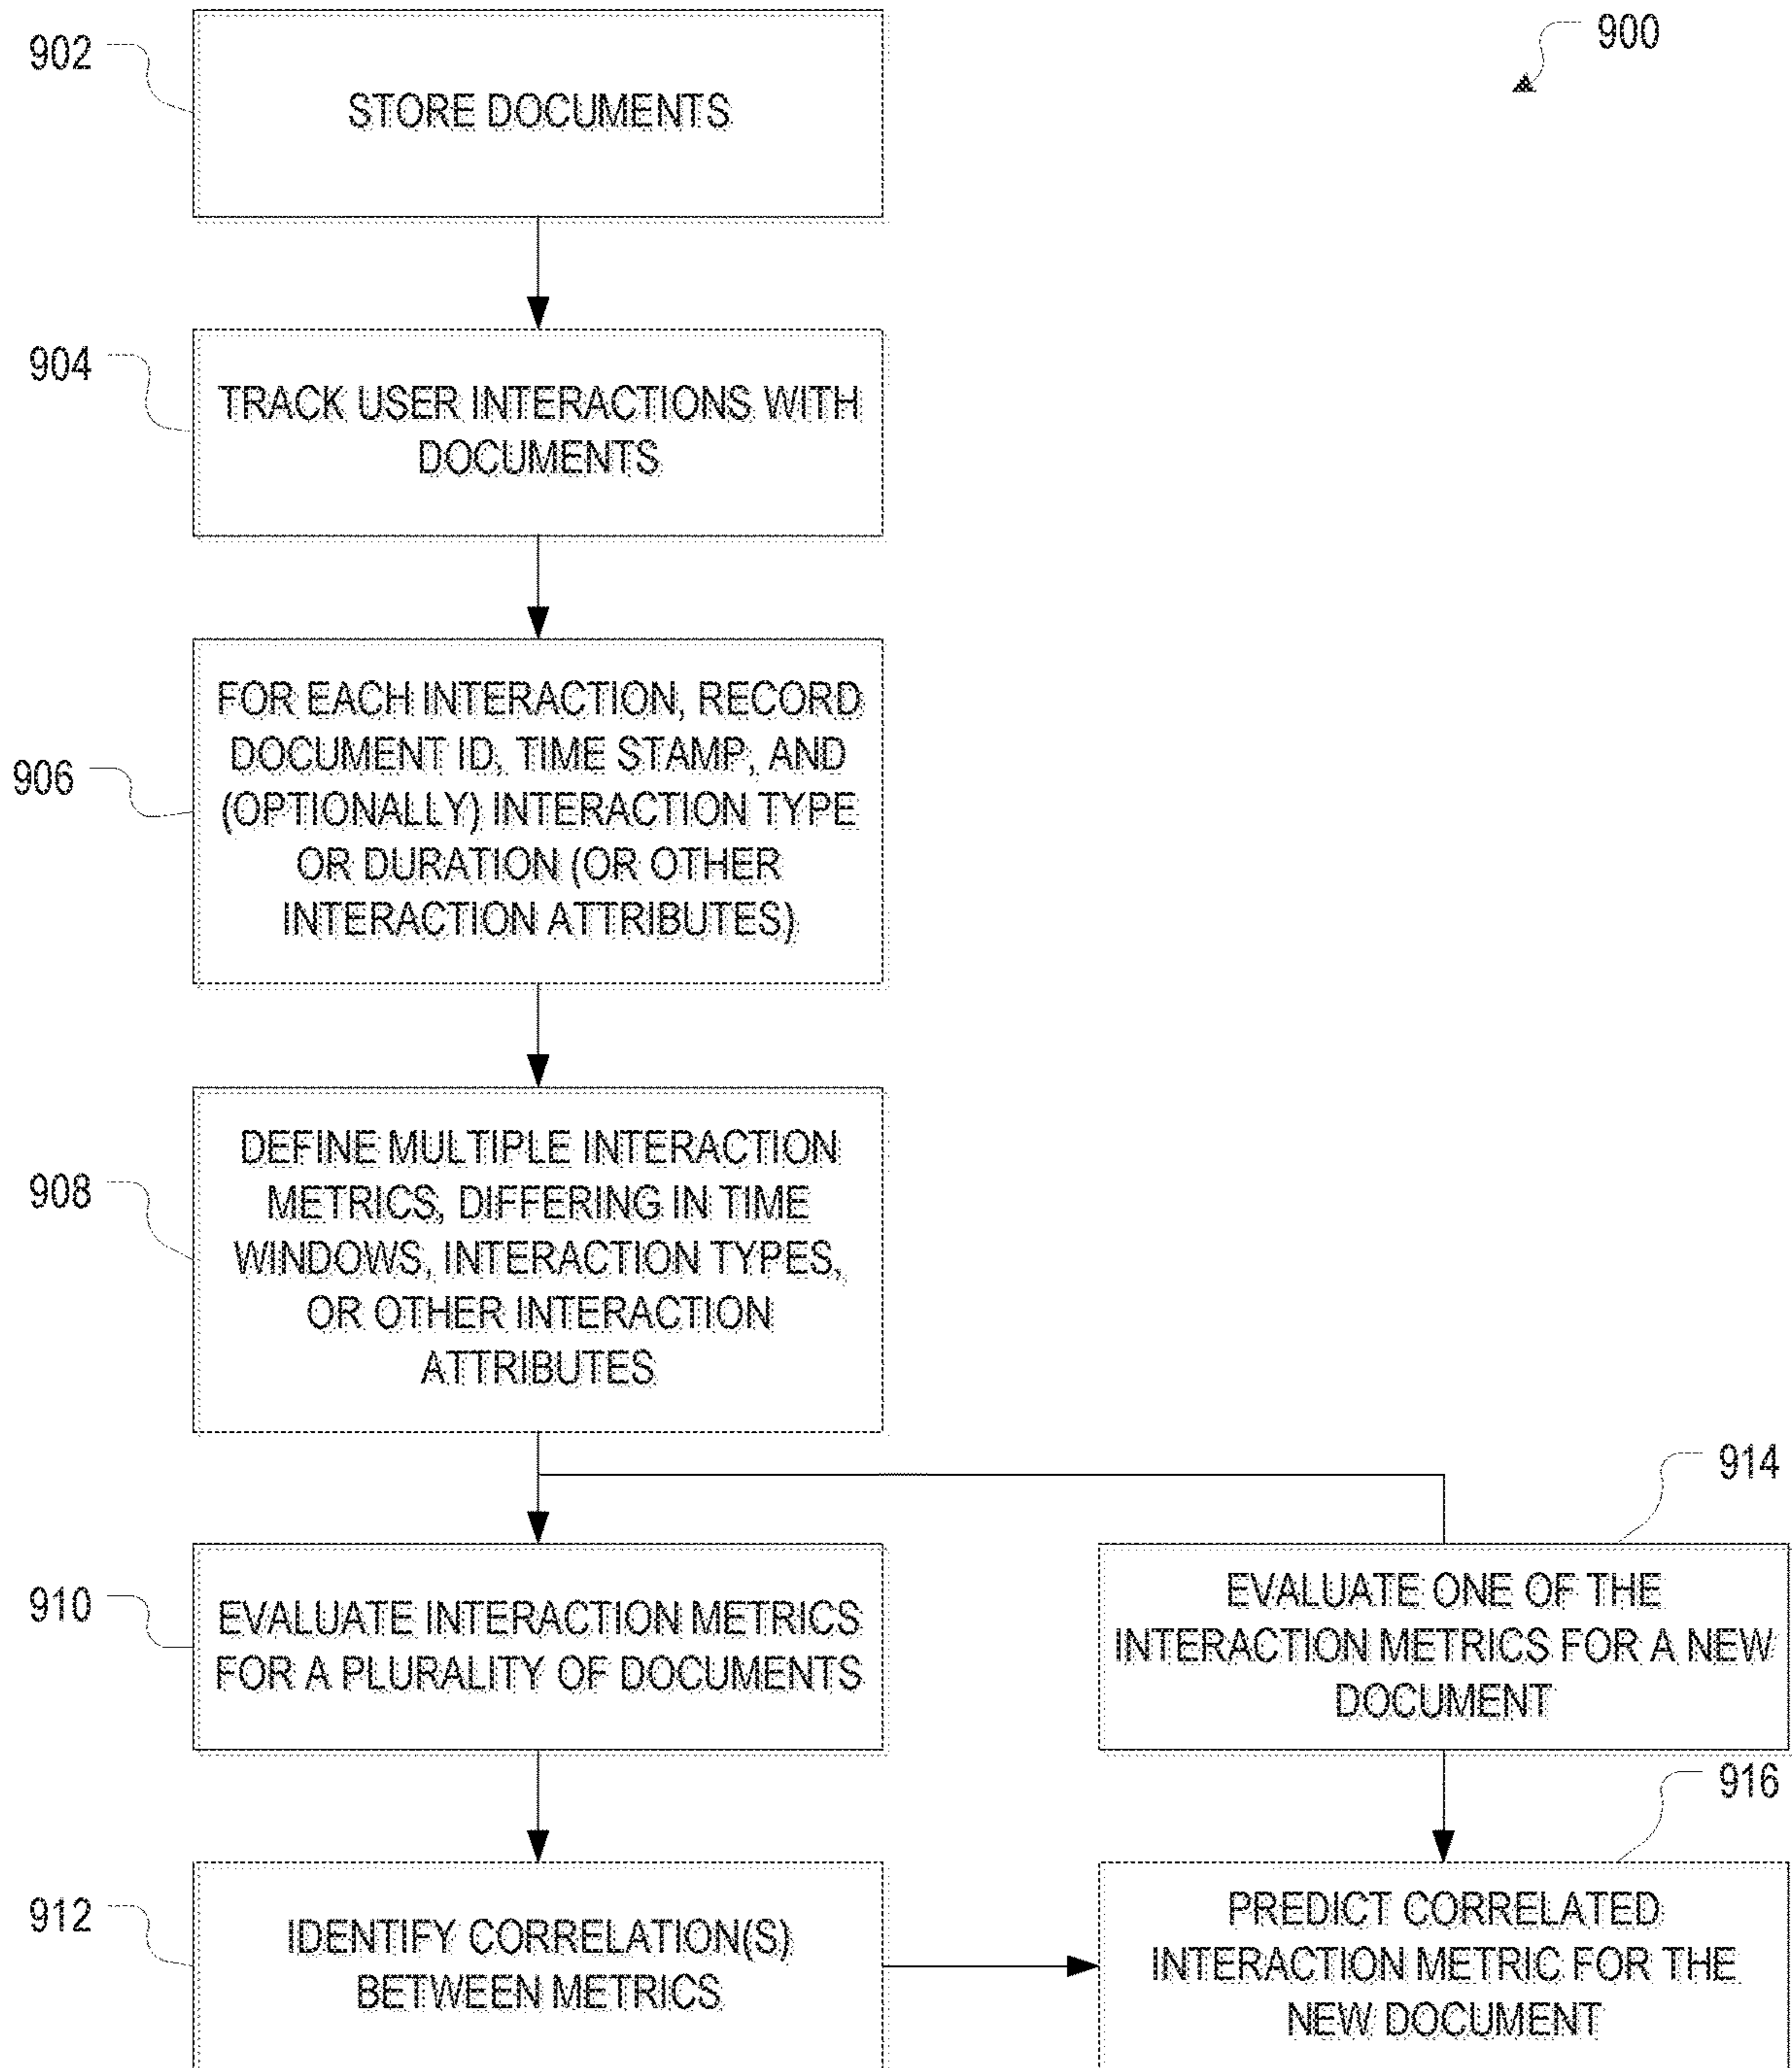 900
902
STORE DOCUMENTS
904
TRACK USER INTERACTIONS WITH
DOCUMENTS
906
FOR EACH INTERACTION, RECORD
DOCUMENT ID, TIME STAMP, AND
(OPTIONALLY) INTERACTION TYPE
OR DURATION (OR OTHER
INTERACTION ATTRIBUTES)
908
DEFINE MULTIPLE INTERACTION
METRICS, DIFFERING IN TIME
WINDOWS, INTERACTION TYPES,
OR OTHER INTERACTION
ATTRIBUTES
910
EVALUATE INTERACTION METRICS
FOR A PLURALITY OF DOCUMENTS
912
IDENTIFY CORRELATION(S)
BETWEEN METRICS
914
EVALUATE ONE OF THE
INTERACTION METRICS FOR A NEW
DOCUMENT
916
PREDICT CORRELATED
INTERACTION METRIC FOR THE
NEW DOCUMENT